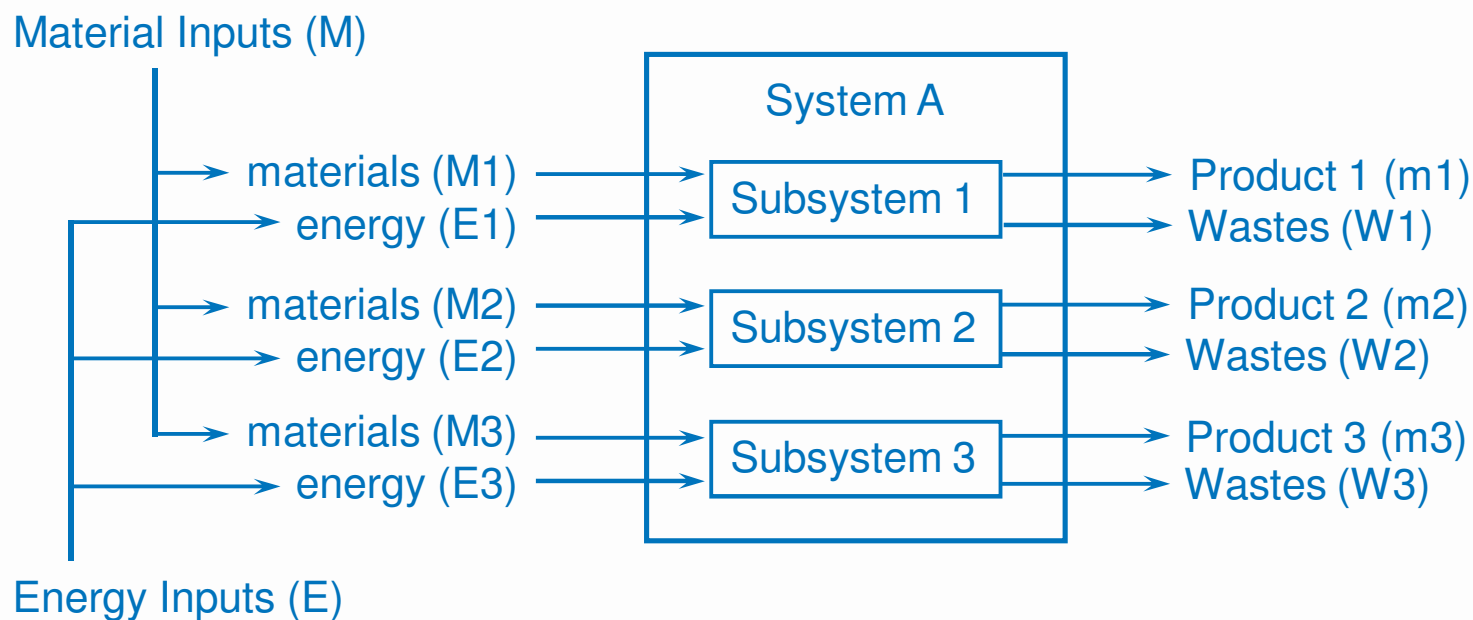 Material Inputs (M)
System A
materials (M1)
energy (E1)
Subsystem 1
Product 1 (m1)
Wastes (W1)
materials (M2)
energy (E2)
Subsystem 2
Product 2 (m2)
Wastes (W2)
materials (M3)
energy (E3)
Subsystem 3
Product 3 (m3)
Wastes (W3)
Energy Inputs (E)